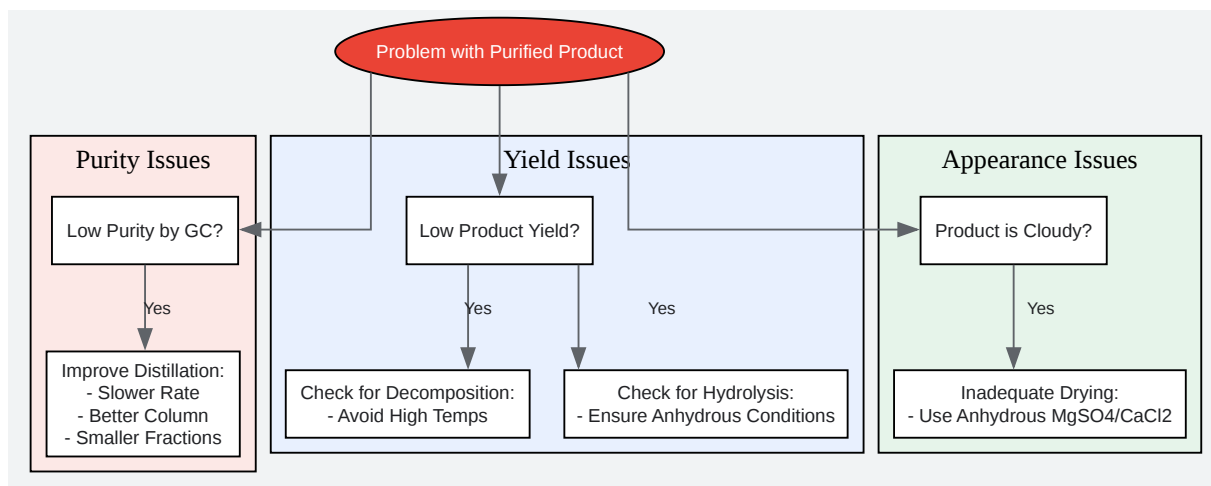 Problem with Purified Product
Purity Issues
Low Purity by GC?
Yes
Improve Distillation:
- Slower Rate
- Better Column
- Smaller Fractions
Yield Issues
Low Product Yield?
Yes
Yes
Check for Decomposition:
- Avoid High Temps
Check for Hydrolysis:
- Ensure Anhydrous Conditions
Appearance Issues
Product is Cloudy?
Yes
Inadequate Drying:
- Use Anhydrous MgSO4/CaCl2